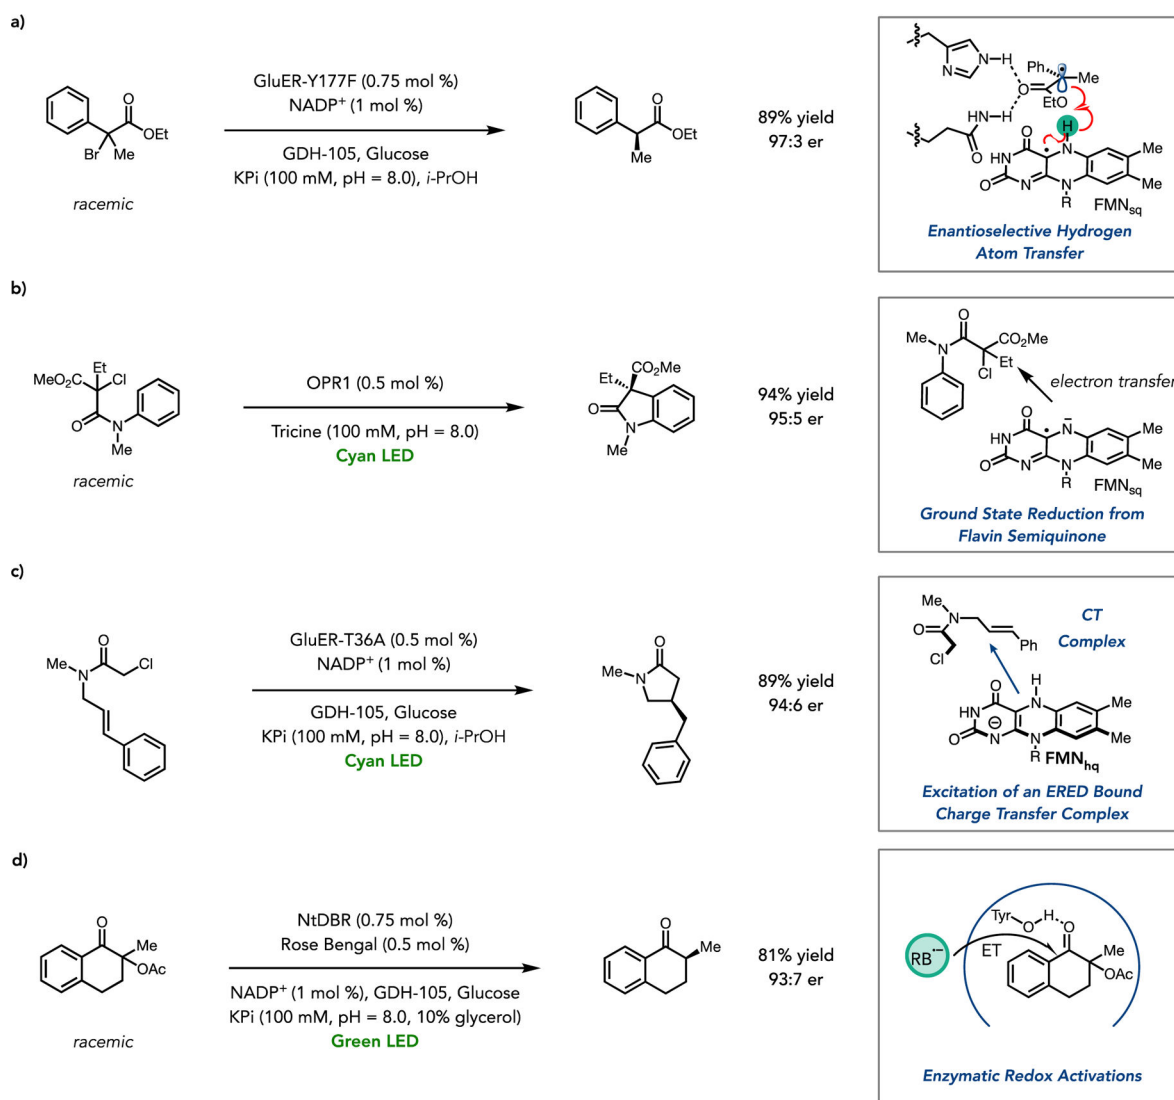 a)
Br
Me
O
OEt
racemic
GluER-Y177F (0.75 mol %)
NADP⁺ (1 mol %)
GDH-105, Glucose
KPi (100 mM, pH = 8.0), i-PrOH
O
OEt
Me
89% yield
97:3 er
N–H
N
HN–H
O
Ph
Me
O
EtO
H
O
HN
O
N
N
N
R
Me
Me
FMNsq
Enantioselective Hydrogen
Atom Transfer
b)
Et
MeO₂C
Cl
O
N
Me
racemic
OPR1 (0.5 mol %)
Tricine (100 mM, pH = 8.0)
Cyan LED
CO₂Me
Et
O
N
Me
94% yield
95:5 er
O
Me
N
CO₂Me
Et
Cl
electron transfer
O
HN
O
N
N
N
R
Me
Me
FMNsq
Ground State Reduction from
Flavin Semiquinone
c)
O
Me
N
Cl
GluER-T36A (0.5 mol %)
NADP⁺ (1 mol %)
GDH-105, Glucose
KPi (100 mM, pH = 8.0), i-PrOH
Cyan LED
O
Me
N
89% yield
94:6 er
Me
N
O
Cl
Ph
CT
Complex
O
H
N
HN
O
N
N
R
Me
Me
FMNhq
Excitation of an ERED Bound
Charge Transfer Complex
d)
O
Me
OAc
racemic
NtDBR (0.75 mol %)
Rose Bengal (0.5 mol %)
NADP⁺ (1 mol %), GDH-105, Glucose
KPi (100 mM, pH = 8.0, 10% glycerol)
Green LED
O
Me
81% yield
93:7 er
Tyr
O
H
O
Me
OAc
RB•−
ET
Enzymatic Redox Activations